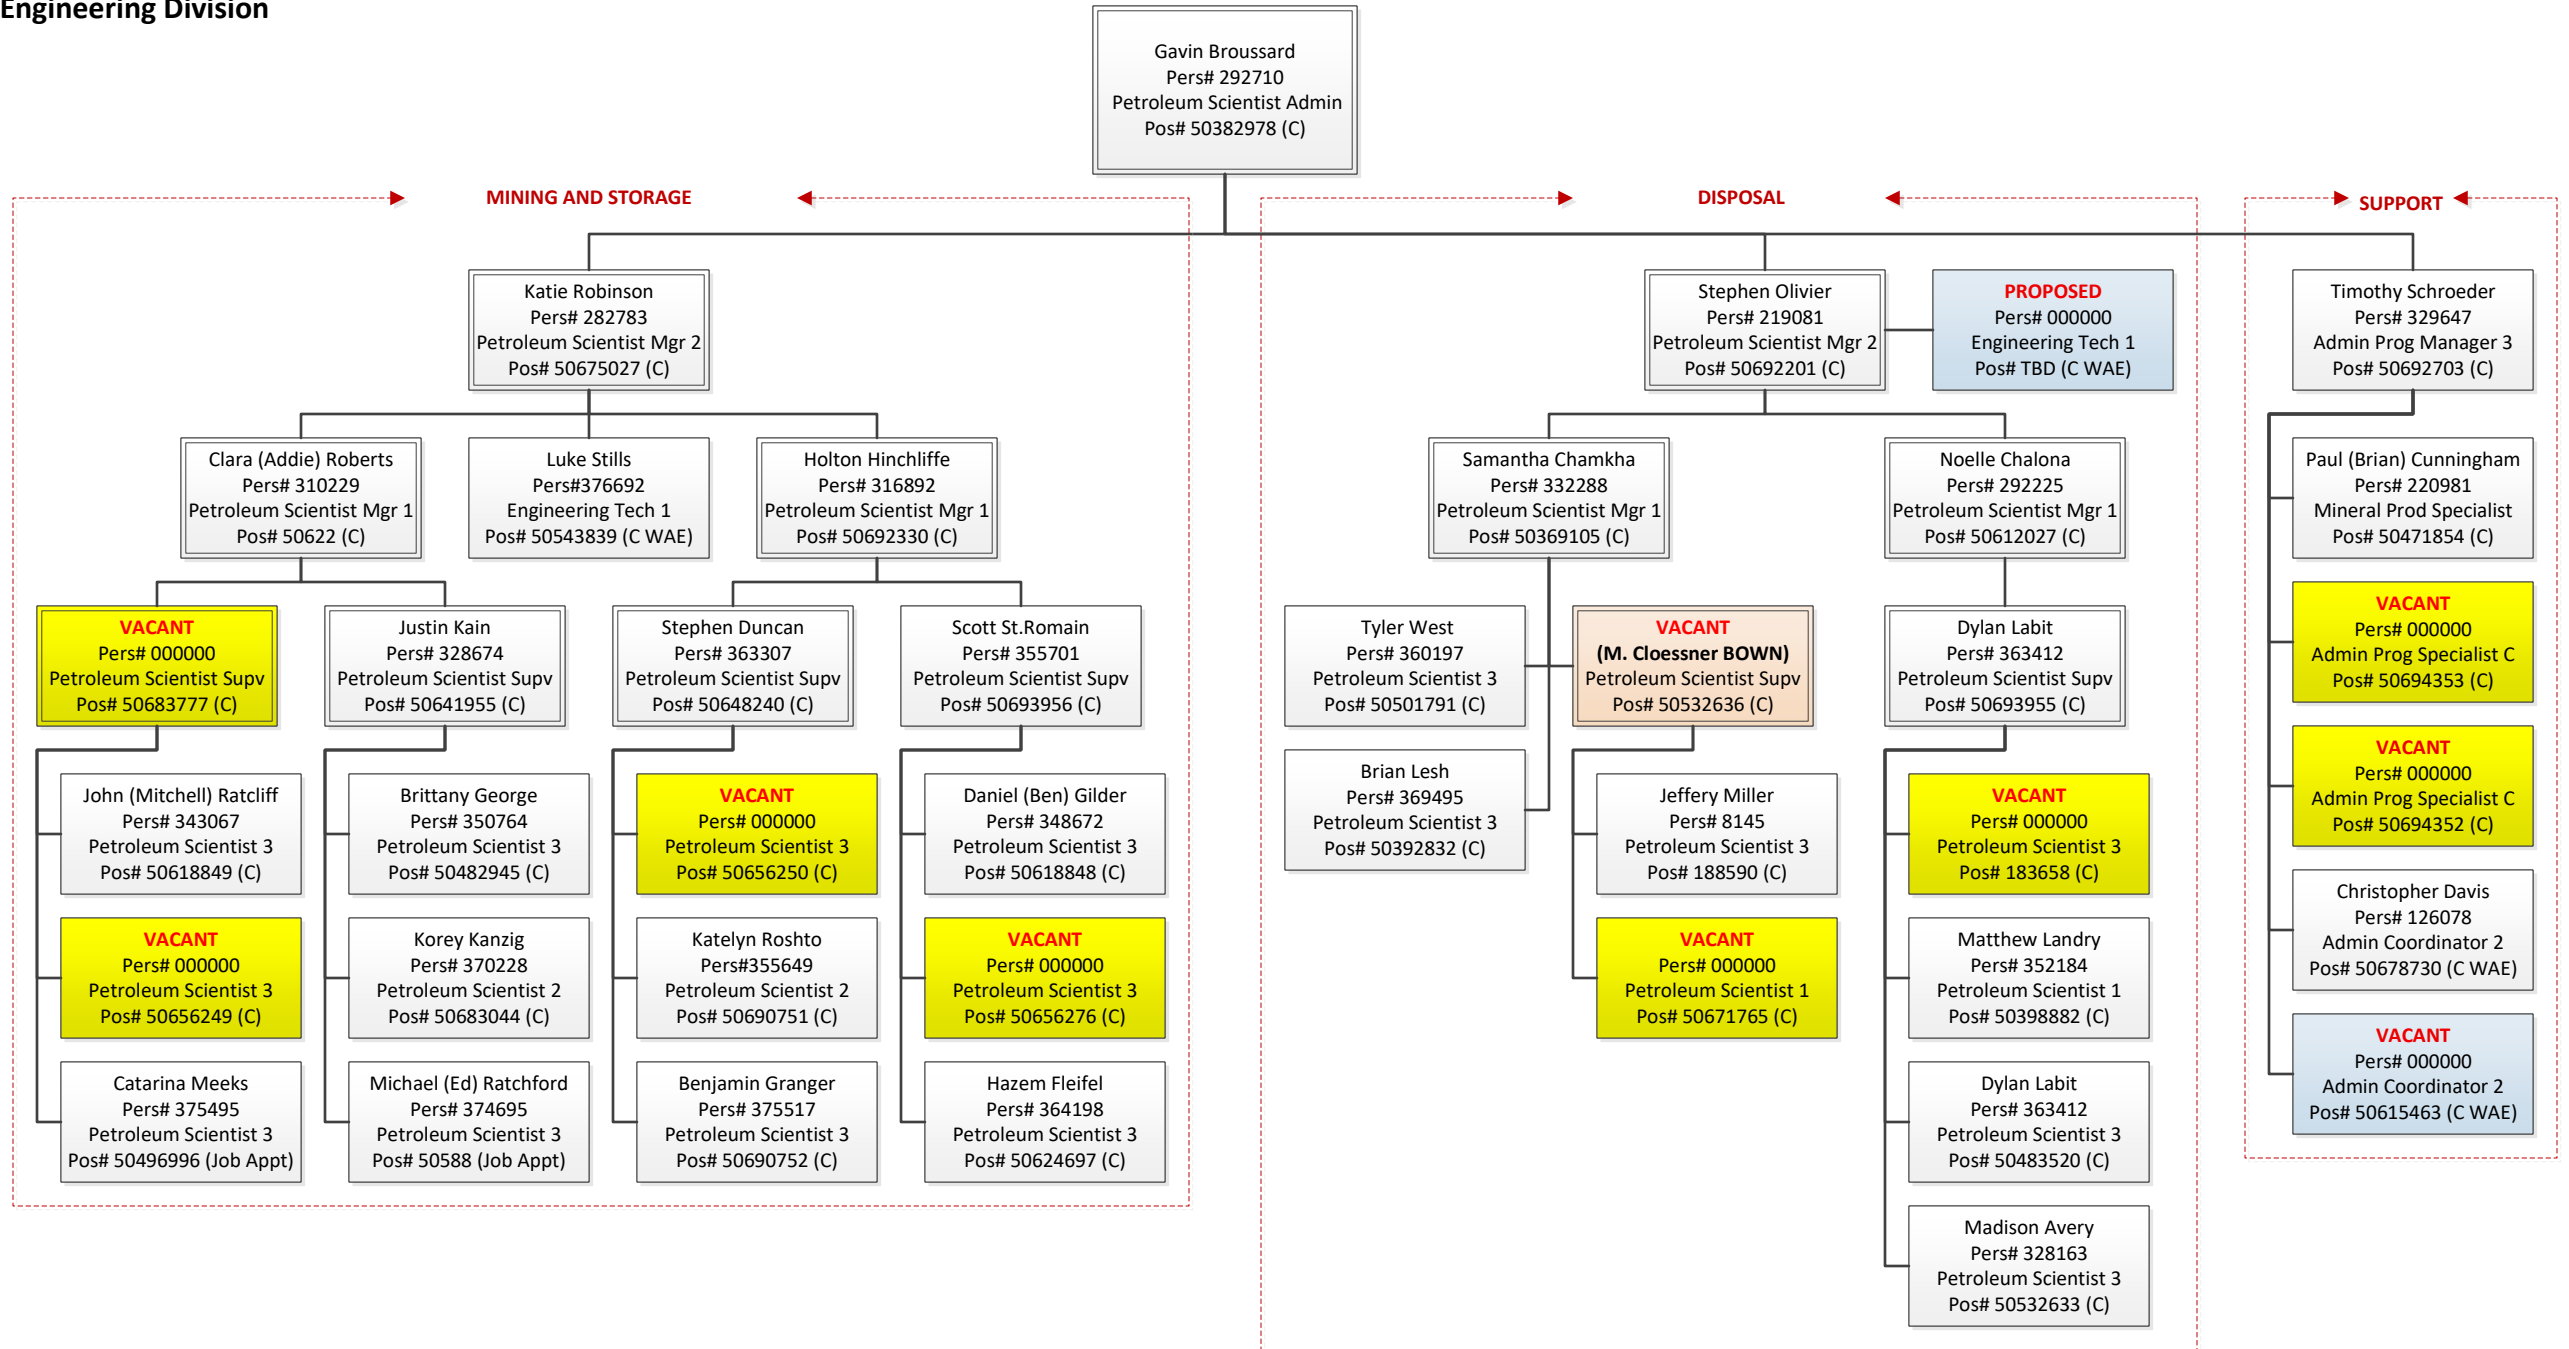 Engineering Division
Gavin Broussard
Pers# 292710
Petroleum Scientist Admin
Pos# 50382978 (C)
MINING AND STORAGE
DISPOSAL
SUPPORT
Katie Robinson
Pers# 282783
Petroleum Scientist Mgr 2
Pos# 50675027 (C)
Stephen Olivier
Pers# 219081
Petroleum Scientist Mgr 2
Pos# 50692201 (C)
PROPOSED
Pers# 000000
Engineering Tech 1
Pos# TBD (C WAE)
Timothy Schroeder
Pers# 329647
Admin Prog Manager 3
Pos# 50692703 (C)
Clara (Addie) Roberts
Pers# 310229
Petroleum Scientist Mgr 1
Pos# 50622 (C)
Luke Stills
Pers#376692
Engineering Tech 1
Pos# 50543839 (C WAE)
Holton Hinchliffe
Pers# 316892
Petroleum Scientist Mgr 1
Pos# 50692330 (C)
Samantha Chamkha
Pers# 332288
Petroleum Scientist Mgr 1
Pos# 50369105 (C)
Noelle Chalona
Pers# 292225
Petroleum Scientist Mgr 1
Pos# 50612027 (C)
Paul (Brian) Cunningham
Pers# 220981
Mineral Prod Specialist
Pos# 50471854 (C)
VACANT
Pers# 000000
Petroleum Scientist Supv
Pos# 50683777 (C)
Justin Kain
Pers# 328674
Petroleum Scientist Supv
Pos# 50641955 (C)
Stephen Duncan
Pers# 363307
Petroleum Scientist Supv
Pos# 50648240 (C)
Scott St.Romain
Pers# 355701
Petroleum Scientist Supv
Pos# 50693956 (C)
Tyler West
Pers# 360197
Petroleum Scientist 3
Pos# 50501791 (C)
VACANT
(M. Cloessner BOWN)
Petroleum Scientist Supv
Pos# 50532636 (C)
Dylan Labit
Pers# 363412
Petroleum Scientist Supv
Pos# 50693955 (C)
VACANT
Pers# 000000
Admin Prog Specialist C
Pos# 50694353 (C)
John (Mitchell) Ratcliff
Pers# 343067
Petroleum Scientist 3
Pos# 50618849 (C)
Brittany George
Pers# 350764
Petroleum Scientist 3
Pos# 50482945 (C)
VACANT
Pers# 000000
Petroleum Scientist 3
Pos# 50656250 (C)
Daniel (Ben) Gilder
Pers# 348672
Petroleum Scientist 3
Pos# 50618848 (C)
Brian Lesh
Pers# 369495
Petroleum Scientist 3
Pos# 50392832 (C)
Jeffery Miller
Pers# 8145
Petroleum Scientist 3
Pos# 188590 (C)
VACANT
Pers# 000000
Petroleum Scientist 3
Pos# 183658 (C)
VACANT
Pers# 000000
Admin Prog Specialist C
Pos# 50694352 (C)
VACANT
Pers# 000000
Petroleum Scientist 3
Pos# 50656249 (C)
Korey Kanzig
Pers# 370228
Petroleum Scientist 2
Pos# 50683044 (C)
Katelyn Roshto
Pers#355649
Petroleum Scientist 2
Pos# 50690751 (C)
VACANT
Pers# 000000
Petroleum Scientist 3
Pos# 50656276 (C)
VACANT
Pers# 000000
Petroleum Scientist 1
Pos# 50671765 (C)
Matthew Landry
Pers# 352184
Petroleum Scientist 1
Pos# 50398882 (C)
Christopher Davis
Pers# 126078
Admin Coordinator 2
Pos# 50678730 (C WAE)
Catarina Meeks
Pers# 375495
Petroleum Scientist 3
Pos# 50496996 (Job Appt)
Michael (Ed) Ratchford
Pers# 374695
Petroleum Scientist 3
Pos# 50588 (Job Appt)
Benjamin Granger
Pers# 375517
Petroleum Scientist 3
Pos# 50690752 (C)
Hazem Fleifel
Pers# 364198
Petroleum Scientist 3
Pos# 50624697 (C)
Dylan Labit
Pers# 363412
Petroleum Scientist 3
Pos# 50483520 (C)
VACANT
Pers# 000000
Admin Coordinator 2
Pos# 50615463 (C WAE)
Madison Avery
Pers# 328163
Petroleum Scientist 3
Pos# 50532633 (C)